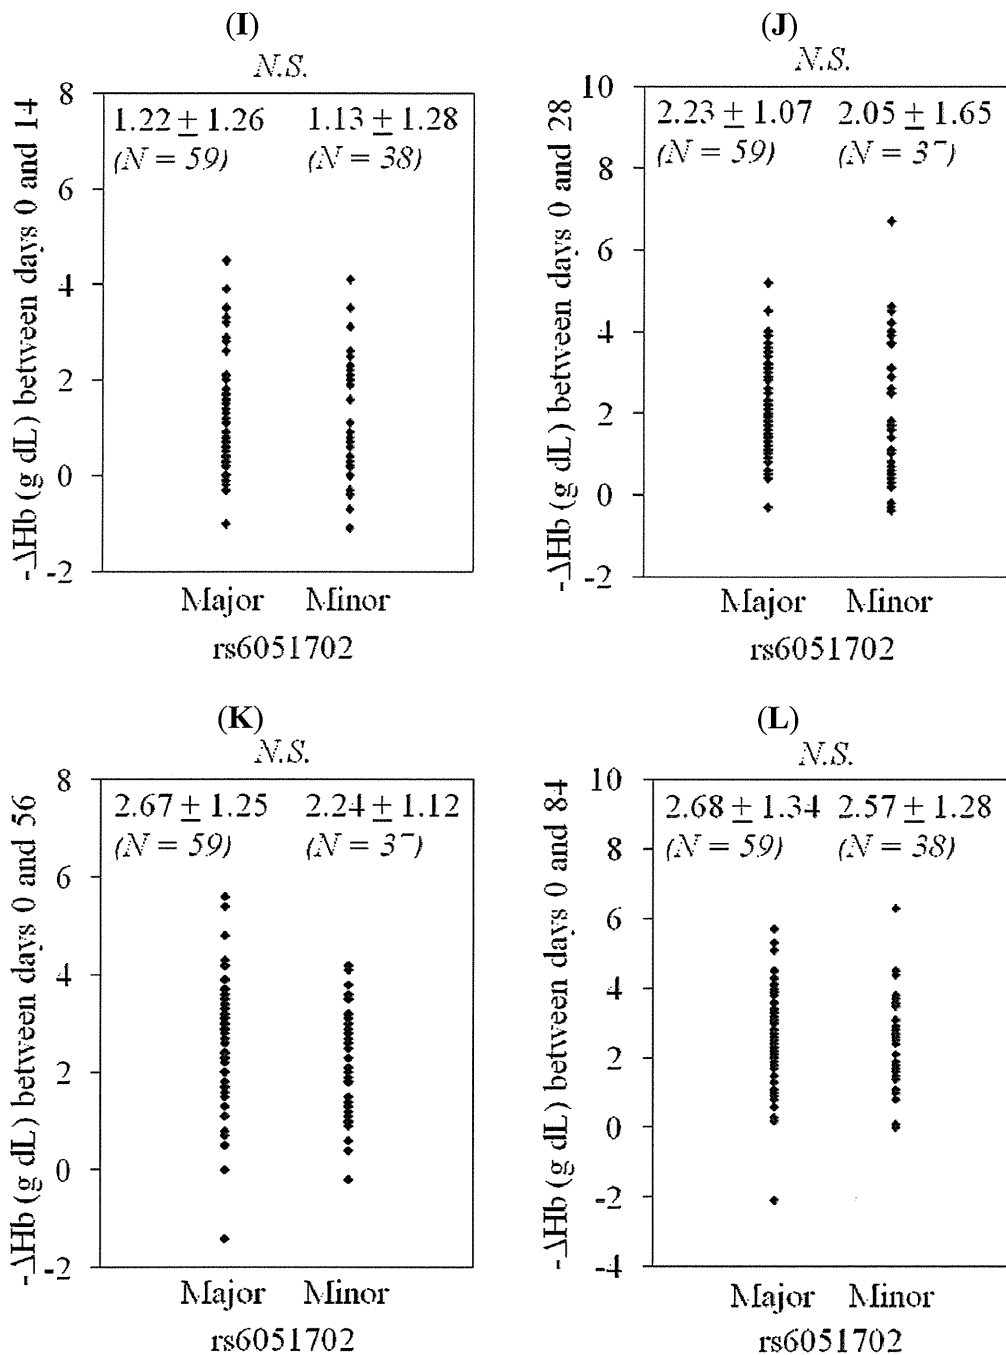 (I)
N.S.
-ΔHb (g dL) between days 0 and 14
8
6
4
2
0
-2
1.22 ± 1.26 1.13 ± 1.28
(N = 59) (N = 38)
Major Minor
rs6051702
(J)
N.S.
-ΔHb (g dL) between days 0 and 28
10
8
6
4
2
0
-2
2.23 ± 1.07 2.05 ± 1.65
(N = 59) (N = 37)
Major Minor
rs6051702
(K)
N.S.
-ΔHb (g dL) between days 0 and 56
8
6
4
2
0
-2
2.67 ± 1.25 2.24 ± 1.12
(N = 59) (N = 37)
Major Minor
rs6051702
(L)
N.S.
-ΔHb (g dL) between days 0 and 84
10
8
6
4
2
0
-2
-4
2.68 ± 1.34 2.57 ± 1.28
(N = 59) (N = 38)
Major Minor
rs6051702